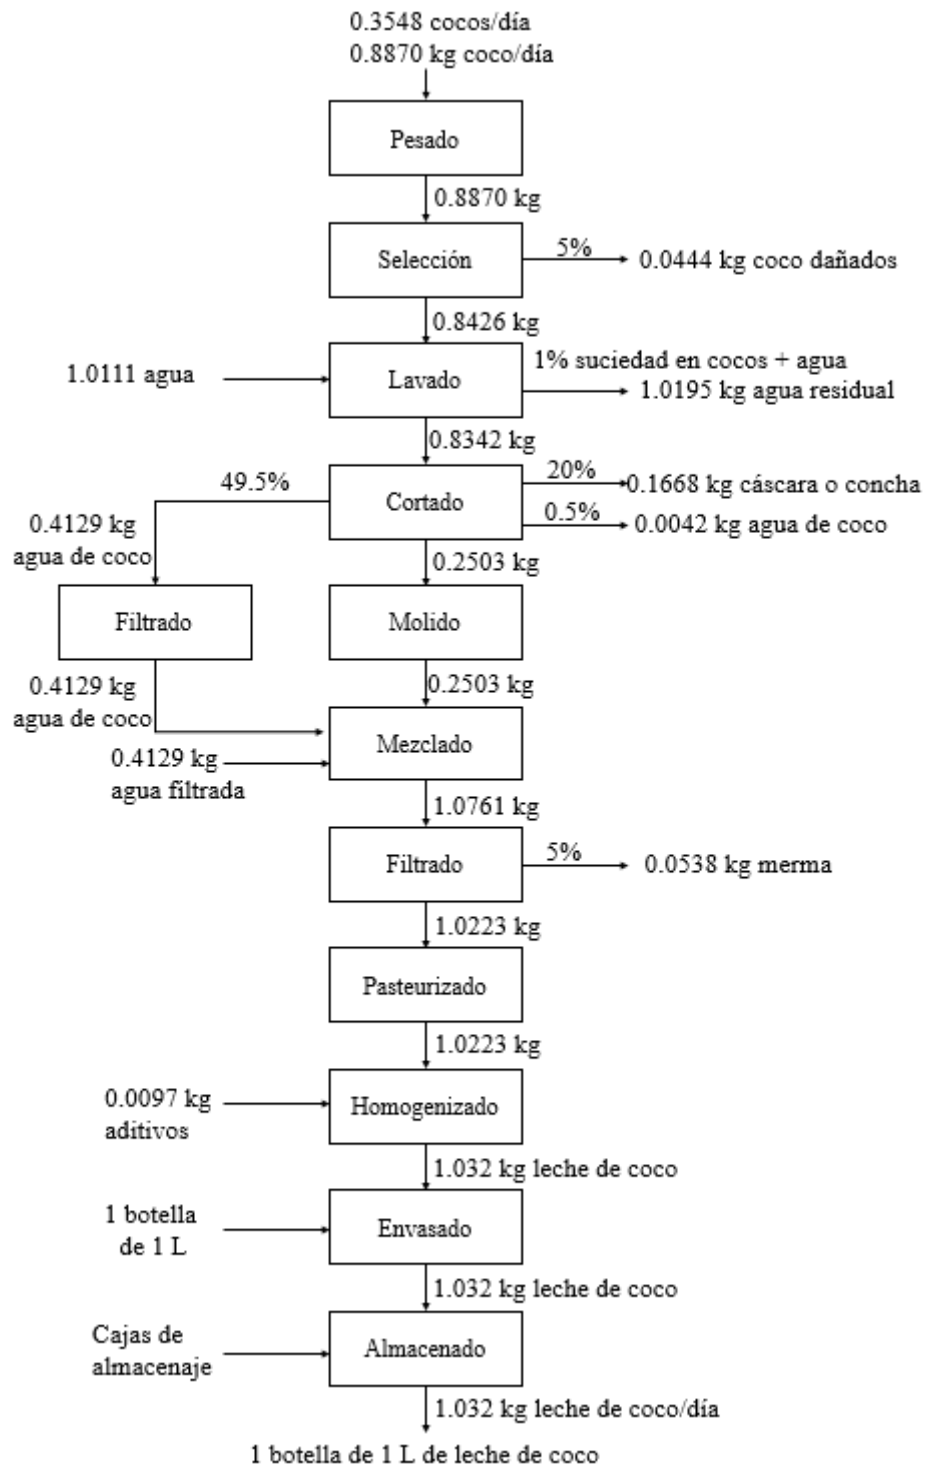 0.3548 cocos/día
0.8870 kg coco/día
Pesado
0.8870 kg
Selección
5%
0.0444 kg coco dañados
0.8426 kg
1.0111 agua
Lavado
1% suciedad en cocos + agua
1.0195 kg agua residual
0.8342 kg
49.5%
Cortado
20%
0.1668 kg cáscara o concha
0.5%
0.0042 kg agua de coco
0.4129 kg
agua de coco
0.2503 kg
Filtrado
Molido
0.4129 kg
agua de coco
0.2503 kg
Mezclado
0.4129 kg
agua filtrada
1.0761 kg
Filtrado
5%
0.0538 kg merma
1.0223 kg
Pasteurizado
1.0223 kg
0.0097 kg
aditivos
Homogenizado
1.032 kg leche de coco
1 botella
de 1 L
Envasado
1.032 kg leche de coco
Cajas de
almacenaje
Almacenado
1.032 kg leche de coco/día
1 botella de 1 L de leche de coco